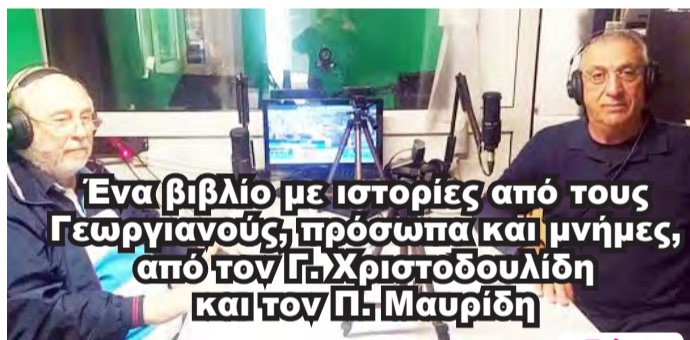 Ένα βιβλίο με ιστορίες από τους
Γεωργιανούς, πρόσωπα και μνήμες,
από τον Γ. Χριστοδουλίδη
και τον Π. Μαυρίδη